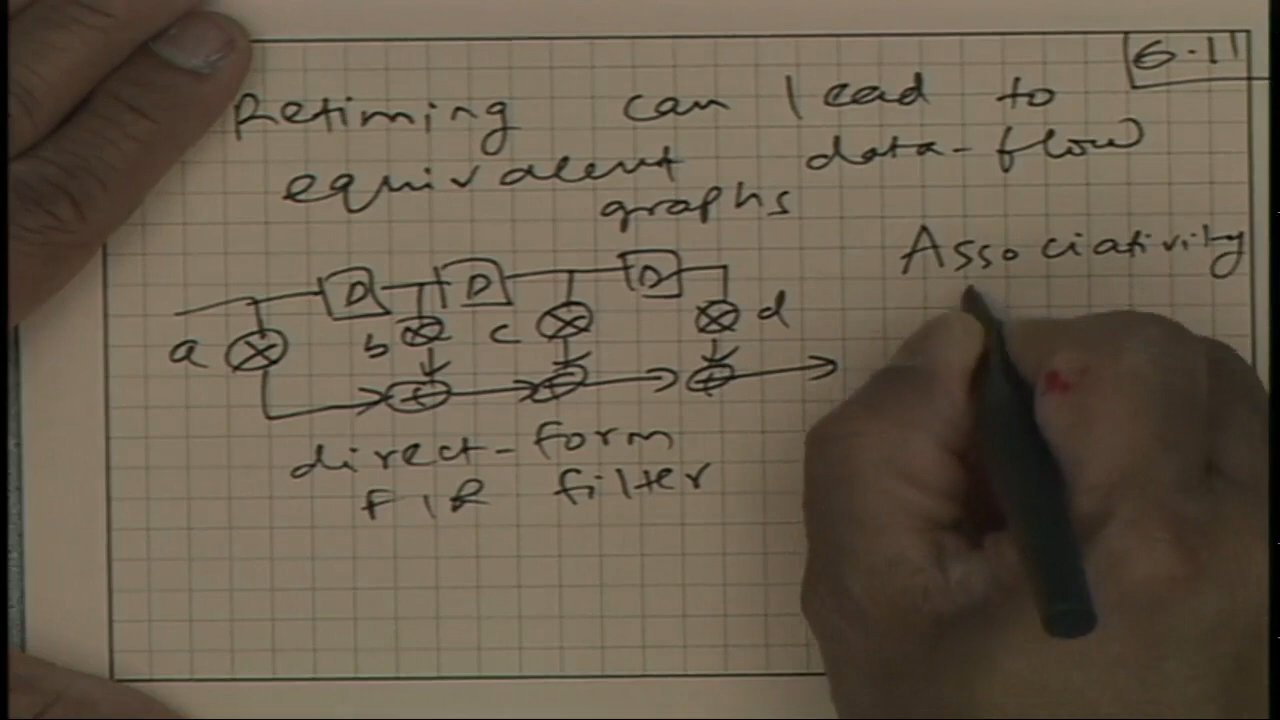 6.11
Retiming can lead to
equivalent data-flow
graphs
Associativity
D D D
a b c d
+ + +
direct-form
FIR filter